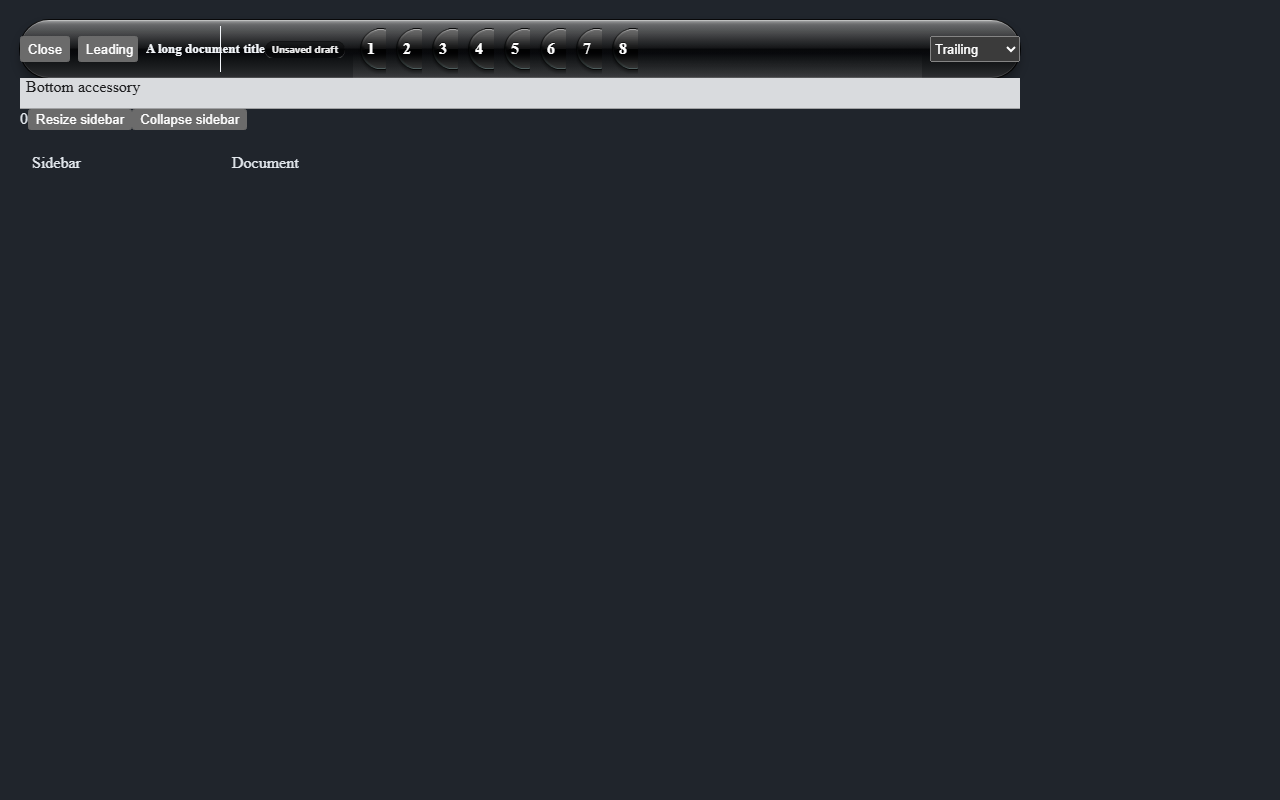 Close Leading A long document title Unsaved draft 1 2 3 4 5 6 7 8 Trailing
Bottom accessory
0 Resize sidebar Collapse sidebar
Sidebar Document